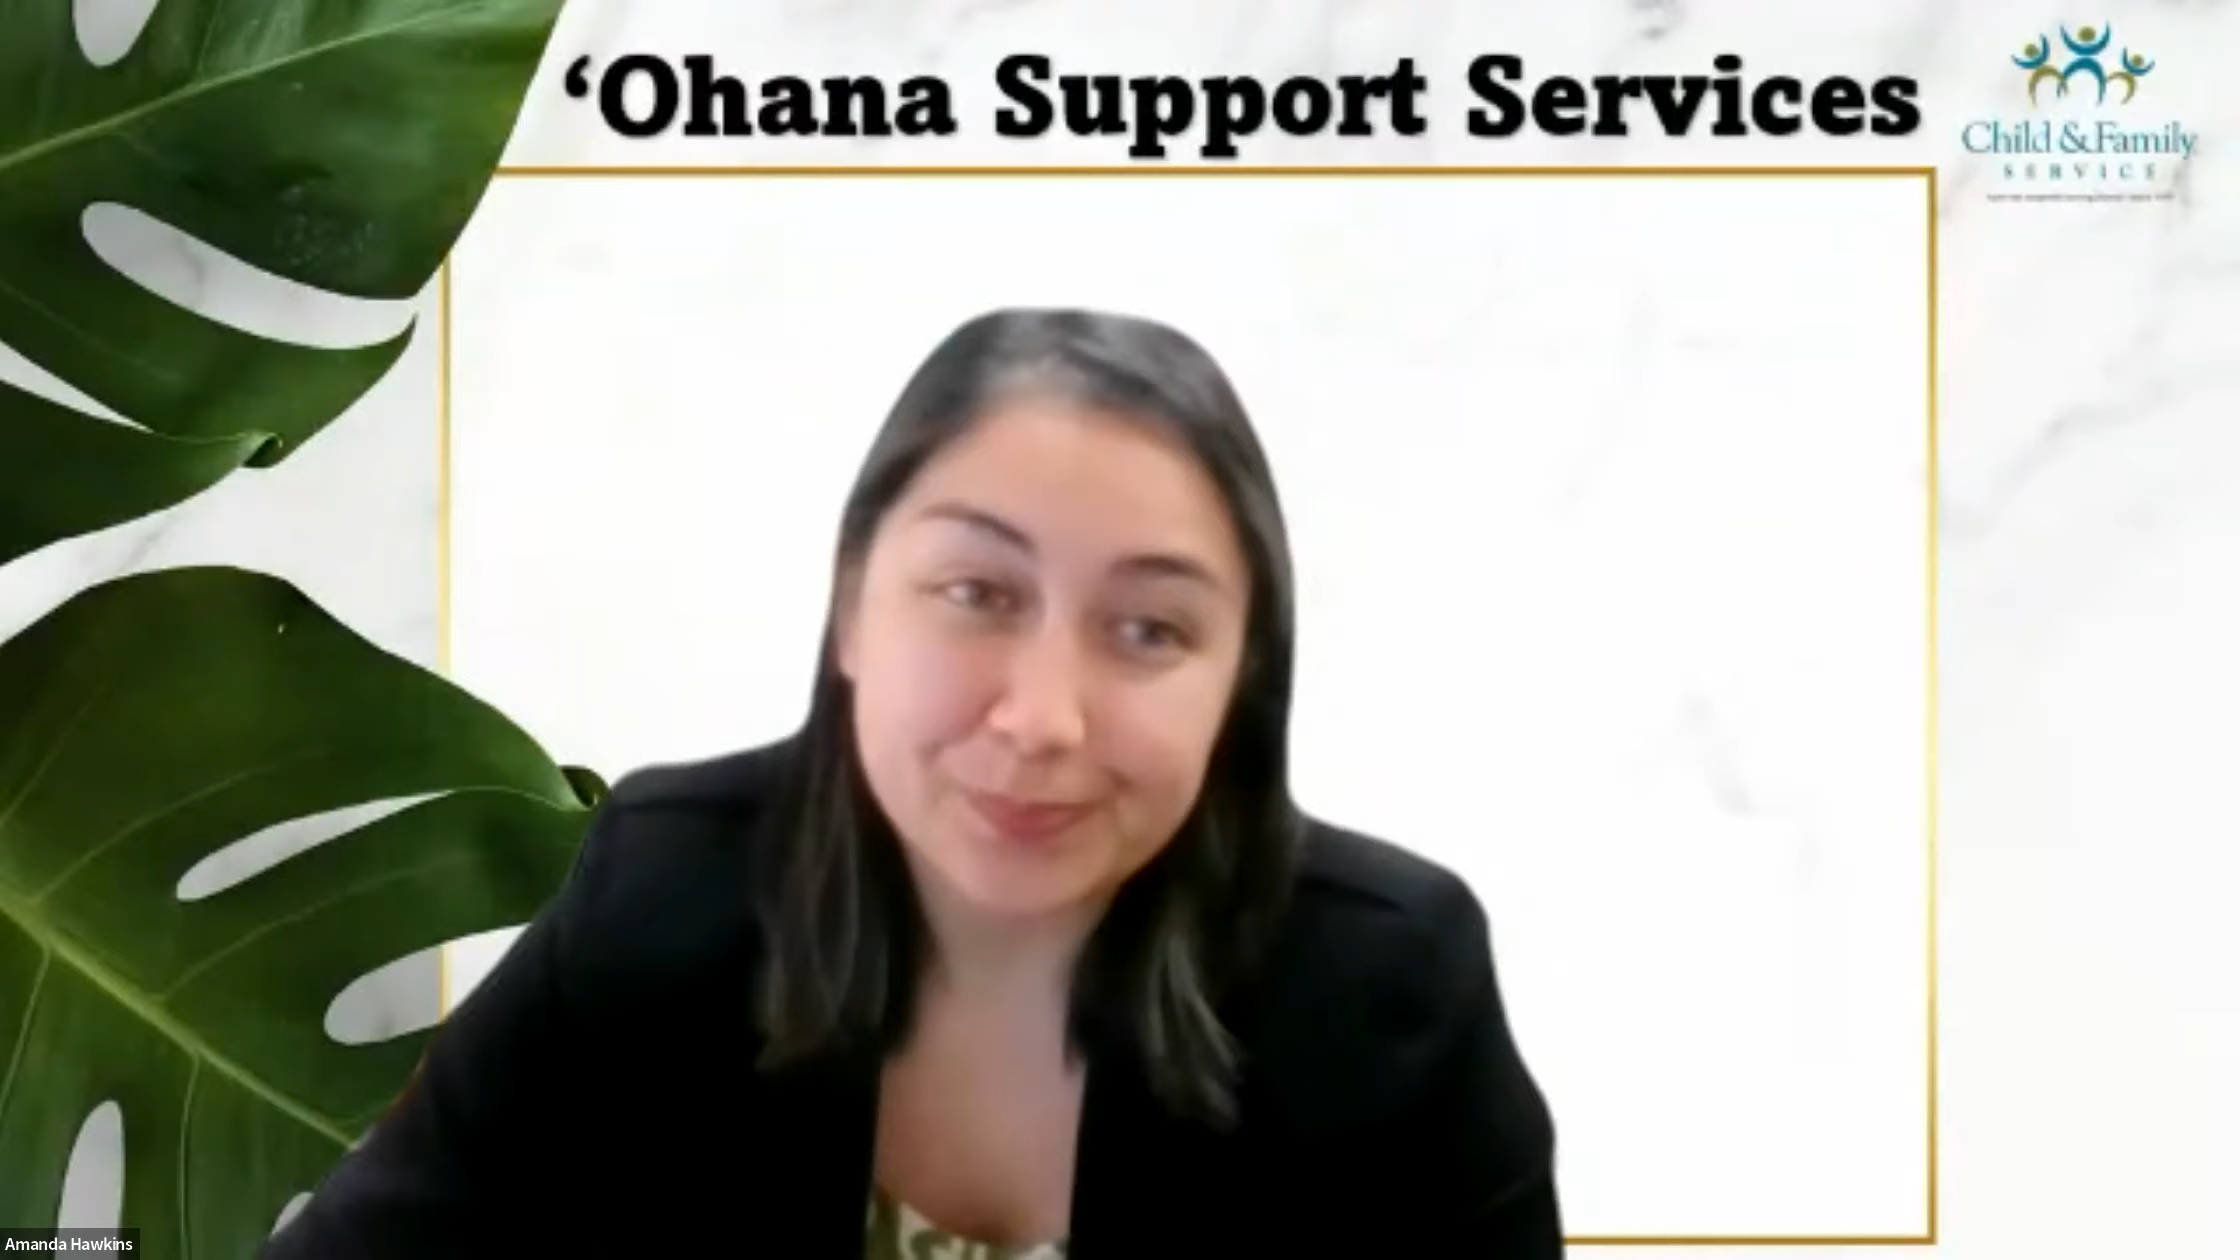 ‘Ohana Support Services
Child & Family
SERVICE
Amanda Hawkins